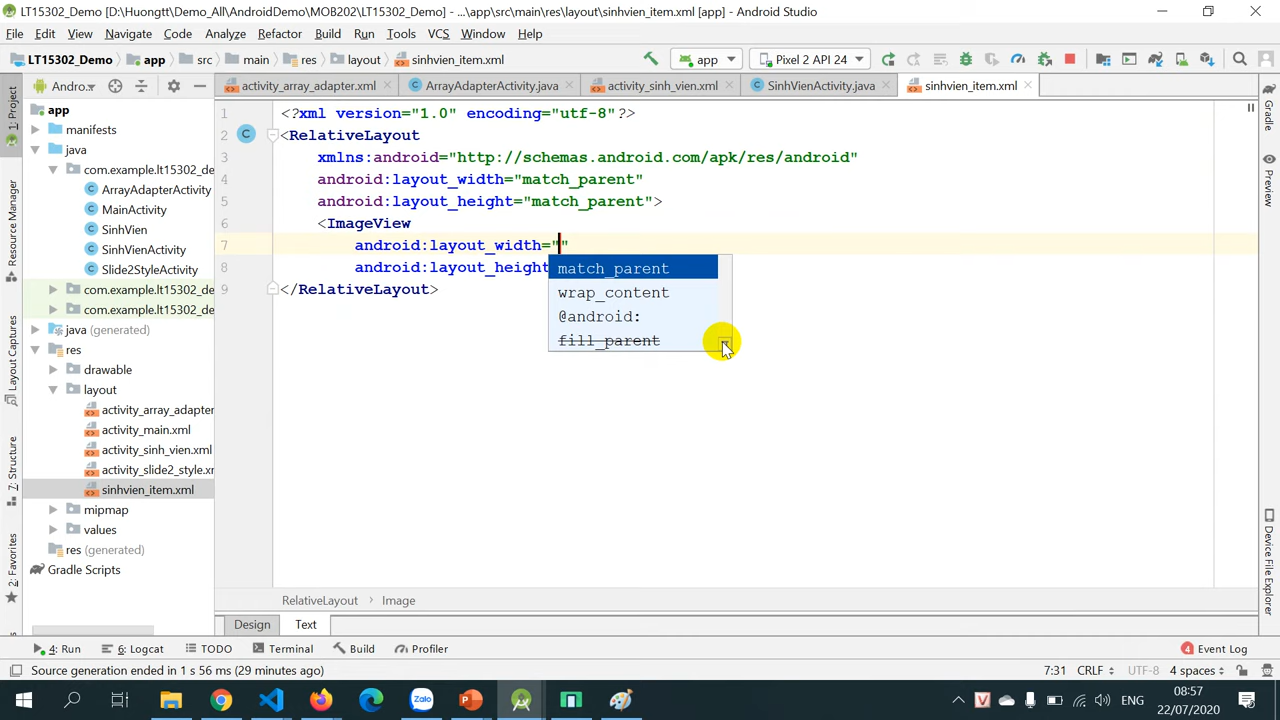 LT15302_Demo [D:\Huongtt\Demo_All\AndroidDemo\MOB202\LT15302_Demo] - ...\app\src\main\res\layout\sinhvien_item.xml [app] - Android Studio
File Edit View Navigate Code Analyze Refactor Build Run Tools VCS Window Help
LT15302_Demo app src main res layout sinhvien_item.xml app Pixel 2 API 24
Andro... activity_array_adapter.xml ArrayAdapterActivity.java activity_sinh_vien.xml SinhVienActivity.java sinhvien_item.xml
1: Project
Resource Manager
Layout Captures
7: Structure
2: Favorites
app
manifests
java
com.example.lt15302_de
ArrayAdapterActivity
MainActivity
SinhVien
SinhVienActivity
Slide2StyleActivity
com.example.lt15302_de
com.example.lt15302_de
java (generated)
res
drawable
layout
activity_array_adapter
activity_main.xml
activity_sinh_vien.xml
activity_slide2_style.xr
sinhvien_item.xml
mipmap
values
res (generated)
Gradle Scripts
1 <?xml version="1.0" encoding="utf-8"?>
2 <RelativeLayout
3 xmlns:android="http://schemas.android.com/apk/res/android"
4 android:layout_width="match_parent"
5 android:layout_height="match_parent">
6 <ImageView
7 android:layout_width=""
8 android:layout_height
9 </RelativeLayout>
match_parent
wrap_content
@android:
fill_parent
Gradle
Preview
Device File Explorer
RelativeLayout Image
Design Text
4: Run 6: Logcat TODO Terminal Build Profiler 4 Event Log
Source generation ended in 1 s 56 ms (29 minutes ago) 7:31 CRLF UTF-8 4 spaces
Zalo ENG 08:57
22/07/2020